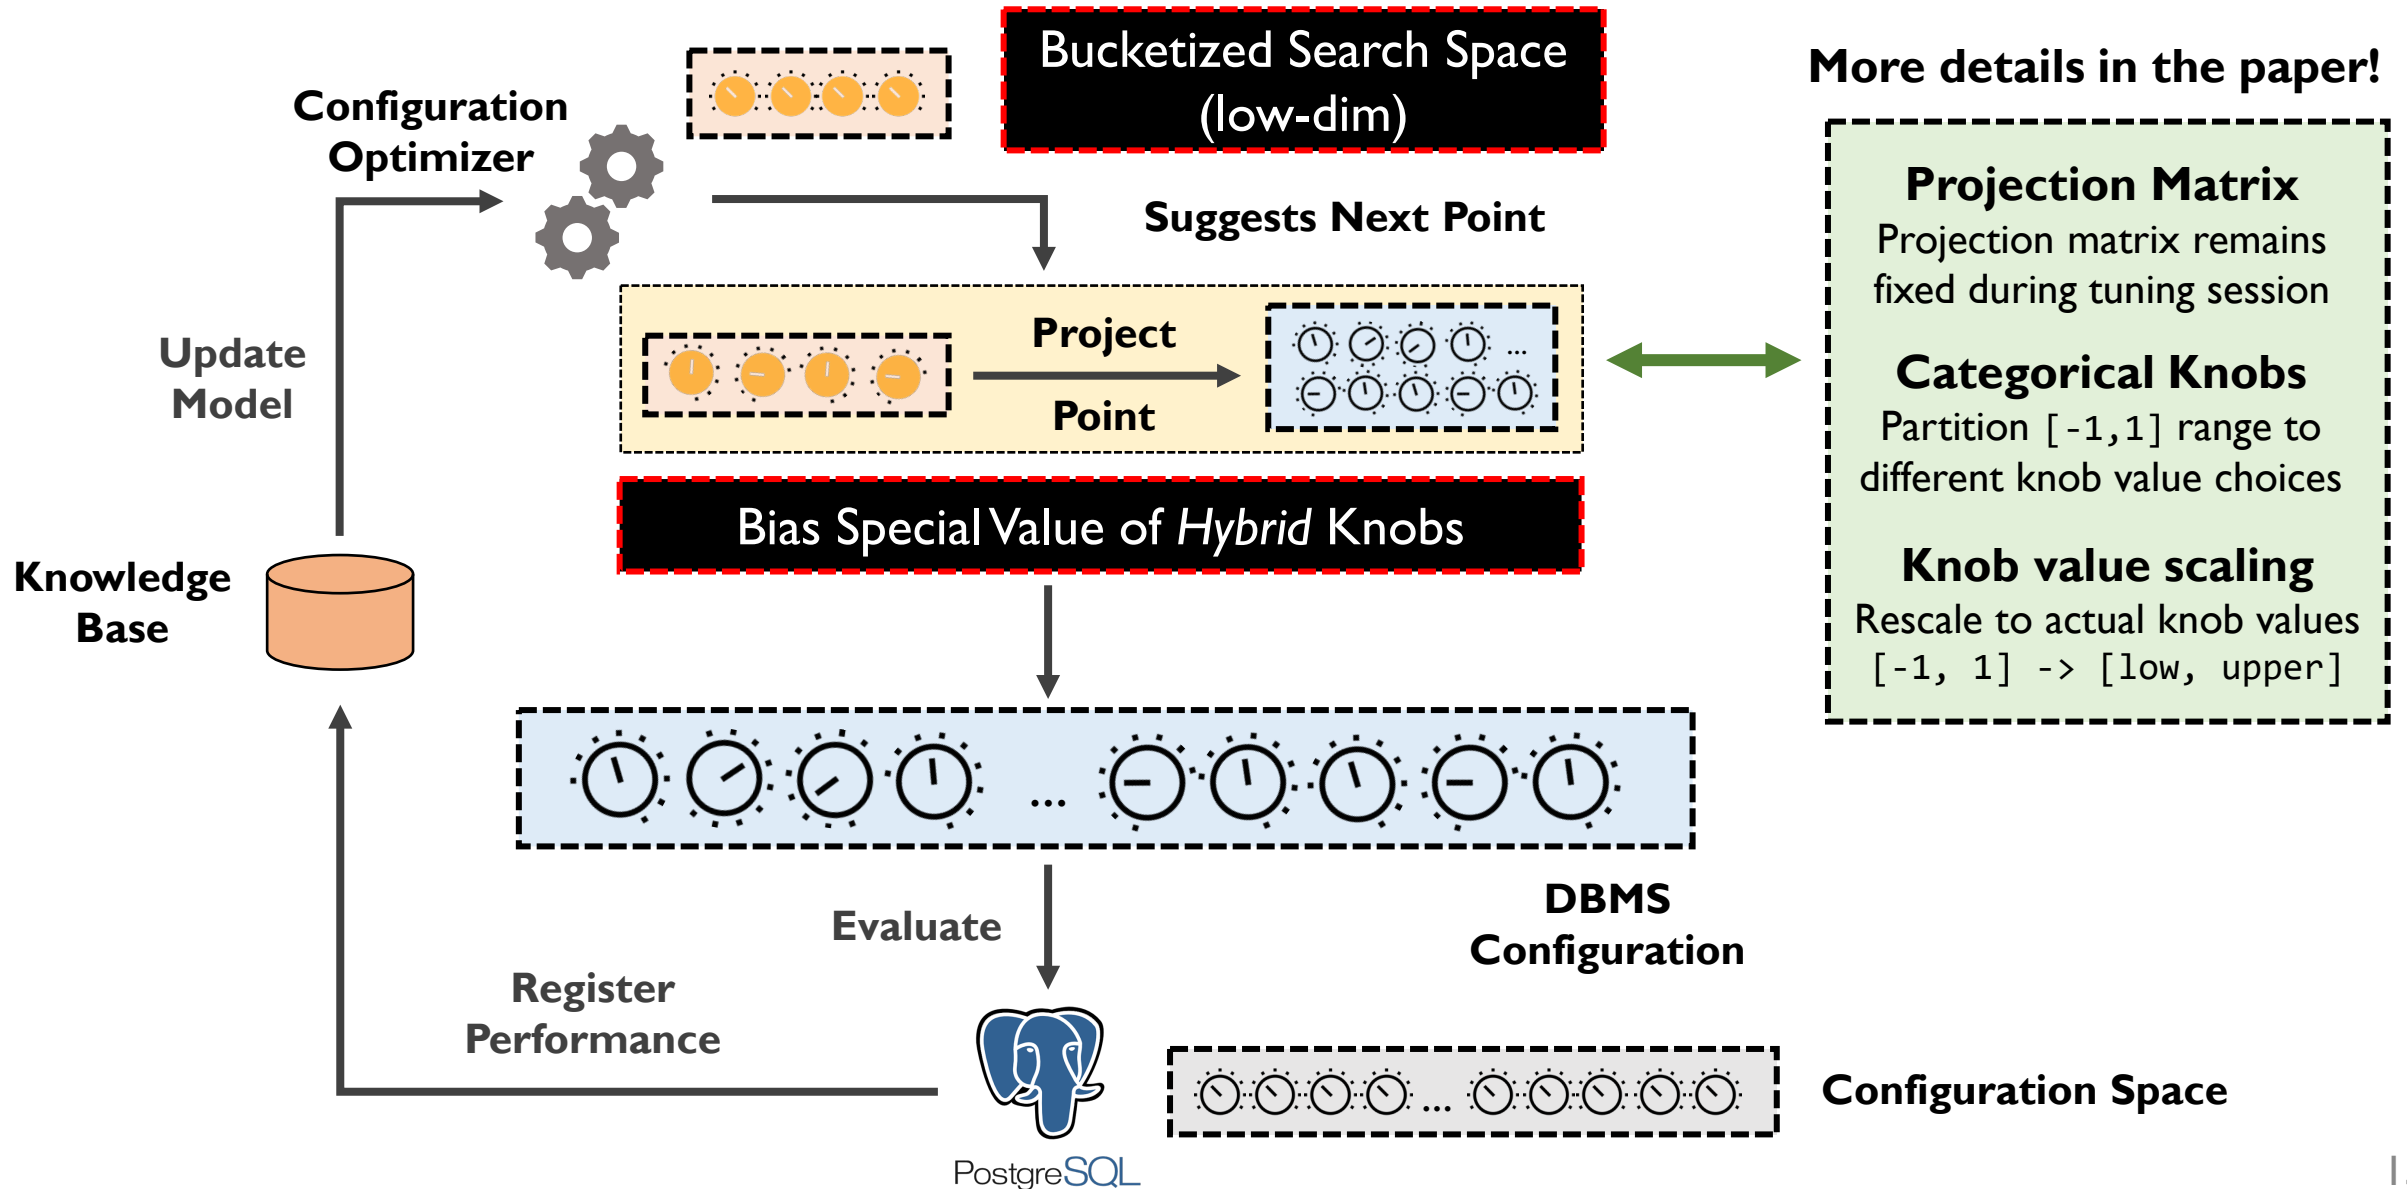 Bucketized Search Space
(low-dim)
More details in the paper!
Configuration
Optimizer
Suggests Next Point
Projection Matrix
Projection matrix remains
fixed during tuning session
Categorical Knobs
Partition [-1,1] range to
different knob value choices
Knob value scaling
Rescale to actual knob values
[-1, 1] -> [low, upper]
Update
Model
Project
Point
...
Bias Special Value of Hybrid Knobs
Knowledge
Base
...
Evaluate
DBMS
Configuration
Register
Performance
...
Configuration Space
PostgreSQL